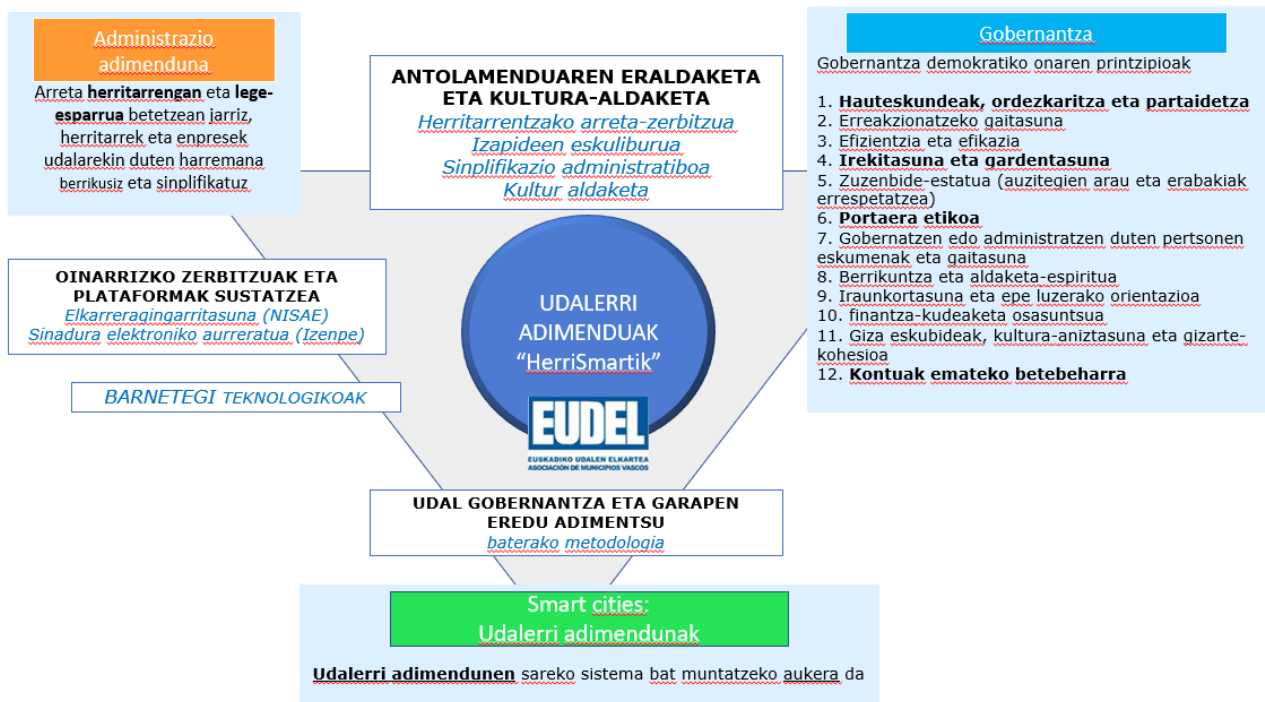 Administrazio
adimenduna
Arreta herritarrengan eta lege-
esparrua betetzean jarriz,
herritarrek eta enpresek
udalarekin duten harremana
berrikusiz eta sinplifikatuz
ANTOLAMENDUAREN ERALDAKETA
ETA KULTURA-ALDAKETA
Herritarrentzako arreta-zerbitzua
Izapideen eskuliburua
Sinplifikazio administratiboa
Kultur aldaketa
Gobernantza
Gobernantza demokratiko onaren printzipioak
1. Hauteskundeak, ordezkaritza eta partaidetza
2. Erreakzionatzeko gaitasuna
3. Efizientzia eta efikazia
4. Irekitasuna eta gardentasuna
5. Zuzenbide-estatua (auzitegien arau eta erabakiak
errespetatzea)
6. Portaera etikoa
7. Gobernatzen edo administratzen duten pertsonen
eskumenak eta gaitasuna
8. Berrikuntza eta aldaketa-espiritua
9. Iraunkortasuna eta epe luzerako orientazioa
10. finantza-kudeaketa osasuntsua
11. Giza eskubideak, kultura-aniztasuna eta gizarte-
kohesioa
12. Kontuak emateko betebeharra
OINARRIZKO ZERBITZUAK ETA
PLATAFORMAK SUSTATZEA
Elkarreragingarritasuna (NISAE)
Sinadura elektroniko aurreratua (Izenpe)
BARNETEGI TEKNOLOGIKOAK
UDALERRI
ADIMENDUAK
“HerriSmartik”
EUDEL
EUSKADIKO UDALEN ELKARTEA
ASOCIACIÓN DE MUNICIPIOS VASCOS
UDAL GOBERNANTZA ETA GARAPEN
EREDU ADIMENTSU
baterako metodologia
Smart cities:
Udalerri adimendunak
Udalerri adimendunen sareko sistema bat muntatzeko aukera da